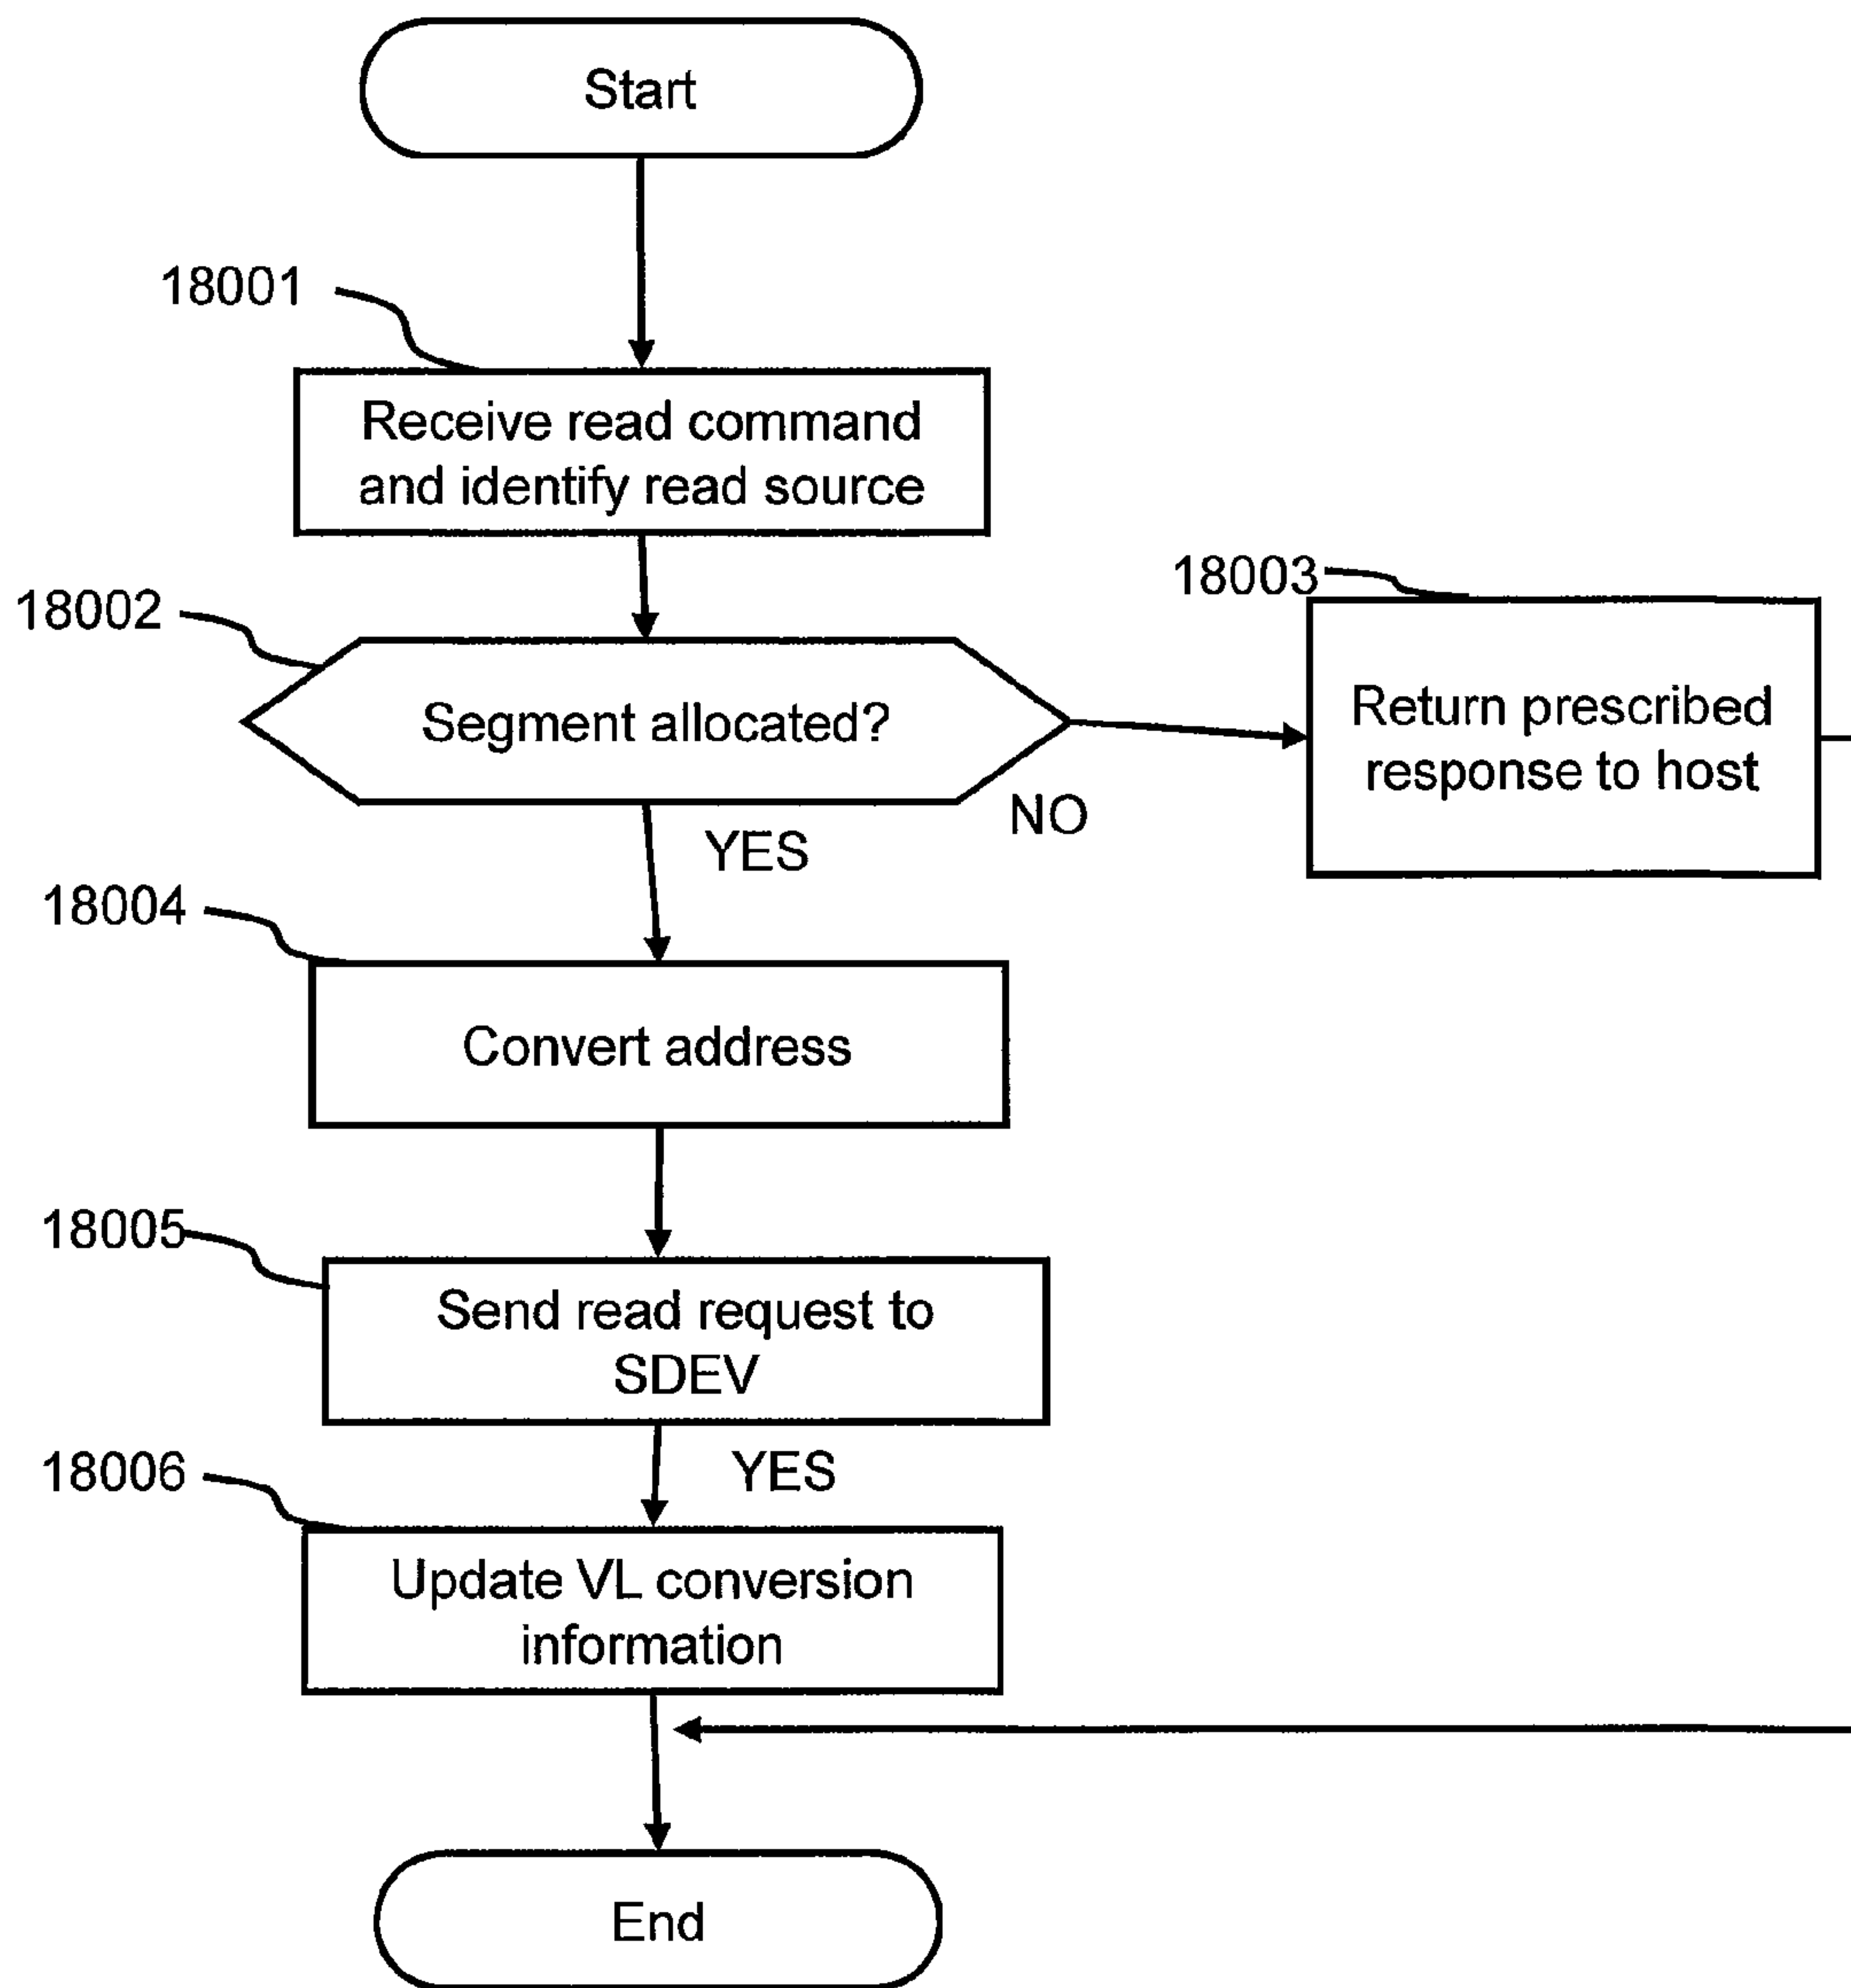 Start
18001
Receive read command
and identify read source
18002
Segment allocated?
18003
Return prescribed
response to host
NO
YES
18004
Convert address
18005
Send read request to
SDEV
YES
18006
Update VL conversion
information
End